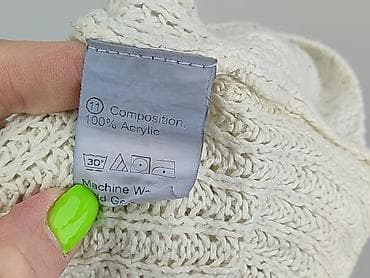 11 Composition:
100% Acrylic
30°
Machine